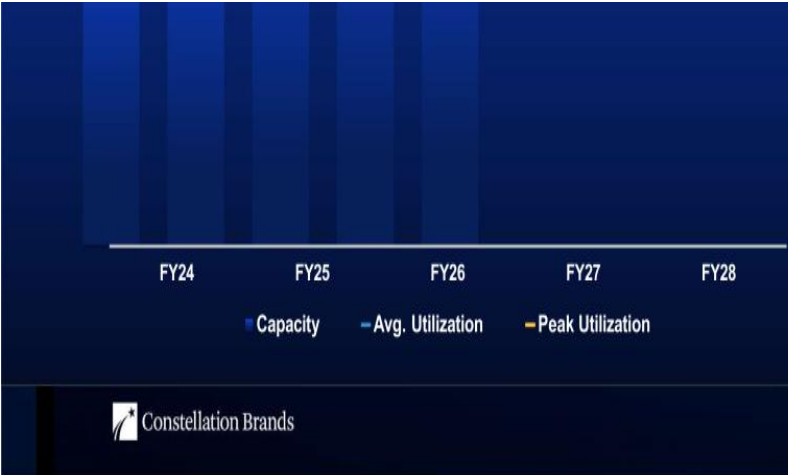 FY24 FY25 FY26 FY27 FY28
Capacity Avg. Utilization Peak Utilization
Constellation Brands